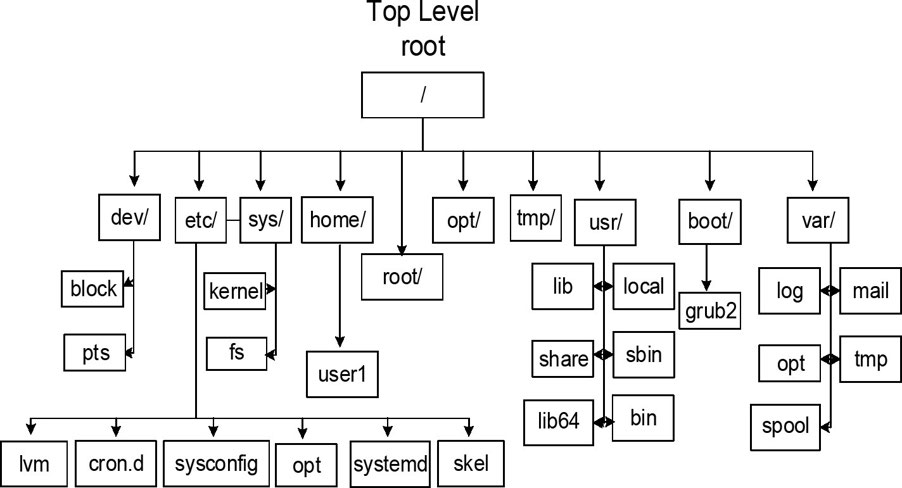 Top Level
root
/
dev/
etc/
sys/
home/
root/
opt/
tmp/
usr/
boot/
var/
block
pts
kernel
fs
user1
lib
local
share
sbin
lib64
bin
grub2
log
mail
opt
tmp
spool
lvm
cron.d
sysconfig
opt
systemd
skel